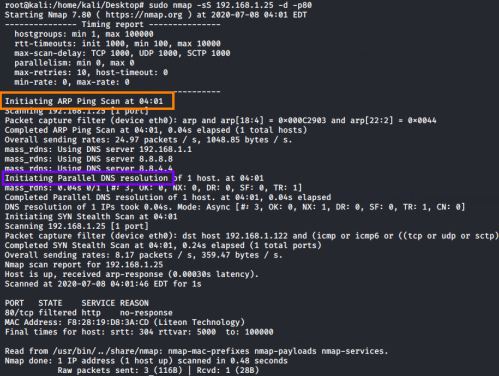 root@kali:/home/kali/Desktop# sudo nmap -sS 192.168.1.25 -d -p80
Starting Nmap 7.80 ( https://nmap.org ) at 2020-07-08 04:01 EDT
--------------- Timing report ---------------
hostgroups: min 1, max 100000
rtt-timeouts: init 1000, min 100, max 10000
max-scan-delay: TCP 1000, UDP 1000, SCTP 1000
parallelism: min 0, max 0
max-retries: 10, host-timeout: 0
min-rate: 0, max-rate: 0
---------------------------------------------
Initiating ARP Ping Scan at 04:01
Scanning 192.168.1.25 [1 port]
Packet capture filter (device eth0): arp and arp[18:4] = 0×000C2903 and arp[22:2] = 0×0044
Completed ARP Ping Scan at 04:01, 0.04s elapsed (1 total hosts)
Overall sending rates: 24.97 packets / s, 1048.85 bytes / s.
mass_rdns: Using DNS server 192.168.1.1
mass_rdns: Using DNS server 8.8.8.8
mass_rdns: Using DNS server 8.8.4.4
Initiating Parallel DNS resolution of 1 host. at 04:01
mass_rdns: 0.04s 0/1 [#: 3, OK: 0, NX: 0, DR: 0, SF: 0, TR: 1]
Completed Parallel DNS resolution of 1 host. at 04:01, 0.04s elapsed
DNS resolution of 1 IPs took 0.04s. Mode: Async [#: 3, OK: 0, NX: 1, DR: 0, SF: 0, TR: 1, CN: 0]
Initiating SYN Stealth Scan at 04:01
Scanning 192.168.1.25 [1 port]
Packet capture filter (device eth0): dst host 192.168.1.122 and (icmp or icmp6 or ((tcp or udp or sctp)
Completed SYN Stealth Scan at 04:01, 0.24s elapsed (1 total ports)
Overall sending rates: 8.17 packets / s, 359.47 bytes / s.
Nmap scan report for 192.168.1.25
Host is up, received arp-response (0.00030s latency).
Scanned at 2020-07-08 04:01:46 EDT for 1s
PORT STATE SERVICE REASON
80/tcp filtered http no-response
MAC Address: F8:28:19:D8:3A:CD (Liteon Technology)
Final times for host: srtt: 304 rttvar: 5000 to: 100000
Read from /usr/bin/../share/nmap: nmap-mac-prefixes nmap-payloads nmap-services.
Nmap done: 1 IP address (1 host up) scanned in 0.48 seconds
Raw packets sent: 3 (116B) | Rcvd: 1 (28B)